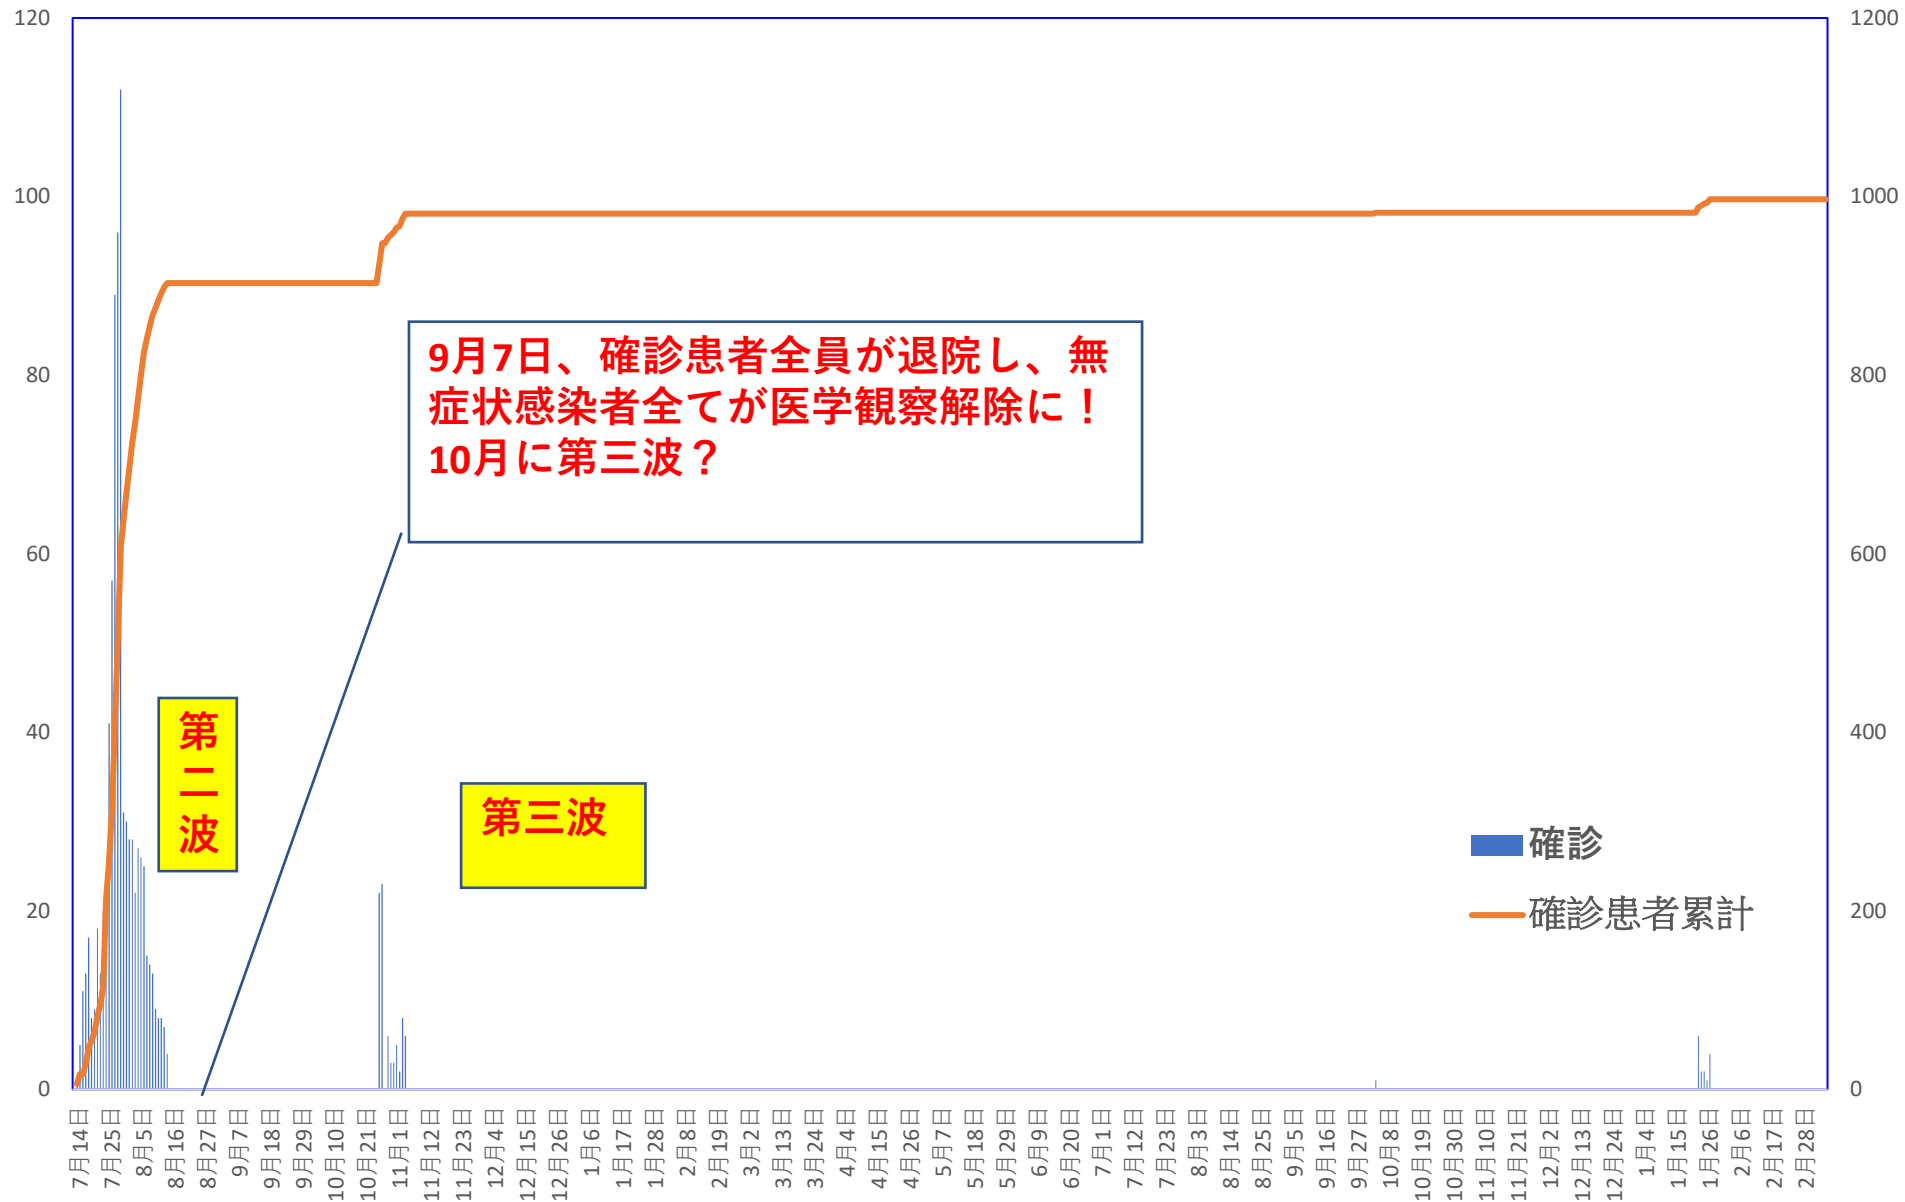 120
100
80
60
40
20
0
1200
1000
800
600
400
200
0
9月7日、確診患者全員が退院し、無
症状感染者全てが医学観察解除に！
10月に第三波？
第
二
波
第三波
確診
確診患者累計
7月14日
7月25日
8月5日
8月16日
8月27日
9月7日
9月18日
9月29日
10月10日
10月21日
11月1日
11月12日
11月23日
12月4日
12月15日
12月26日
1月6日
1月17日
1月28日
2月8日
2月19日
3月2日
3月13日
3月24日
4月4日
4月15日
4月26日
5月7日
5月18日
5月29日
6月9日
6月20日
7月1日
7月12日
7月23日
8月3日
8月14日
8月25日
9月5日
9月16日
9月27日
10月8日
10月19日
10月30日
11月10日
11月21日
12月2日
12月13日
12月24日
1月4日
1月15日
1月26日
2月6日
2月17日
2月28日